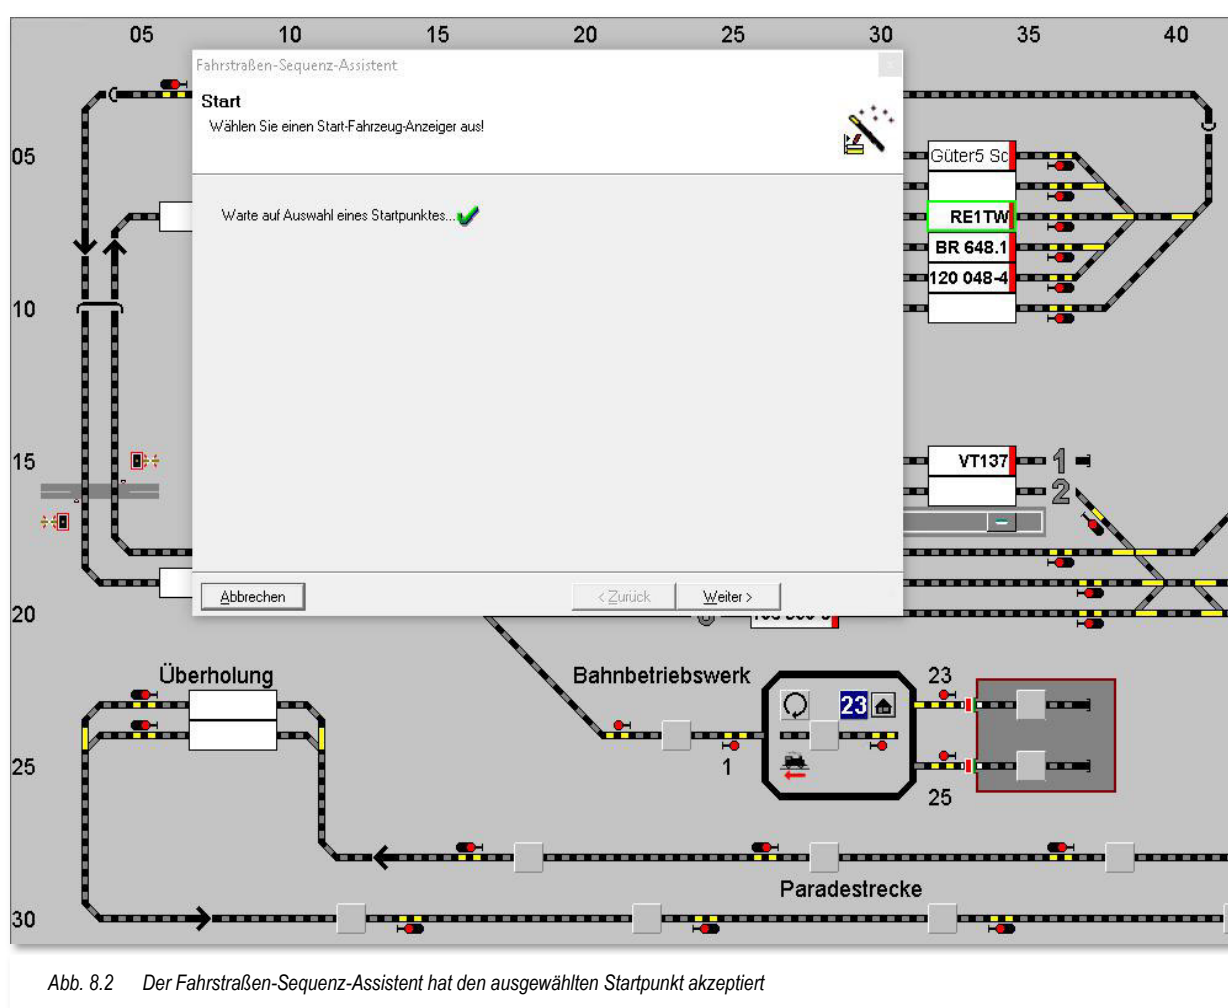 05 10 15 20 25 30 35 40
Fahrstraßen-Sequenz-Assistent
Start
Wählen Sie einen Start-Fahrzeug-Anzeiger aus!
05
Güter5 Sc
Warte auf Auswahl eines Startpunktes...
RE1TW
BR 648.1
120 048-4
10
15
VT137
1
2
Abbrechen
< Zurück
Weiter >
20
Überholung
Bahnbetriebswerk
23
23
25
1
25
Paradestrecke
30
Abb. 8.2 Der Fahrstraßen-Sequenz-Assistent hat den ausgewählten Startpunkt akzeptiert